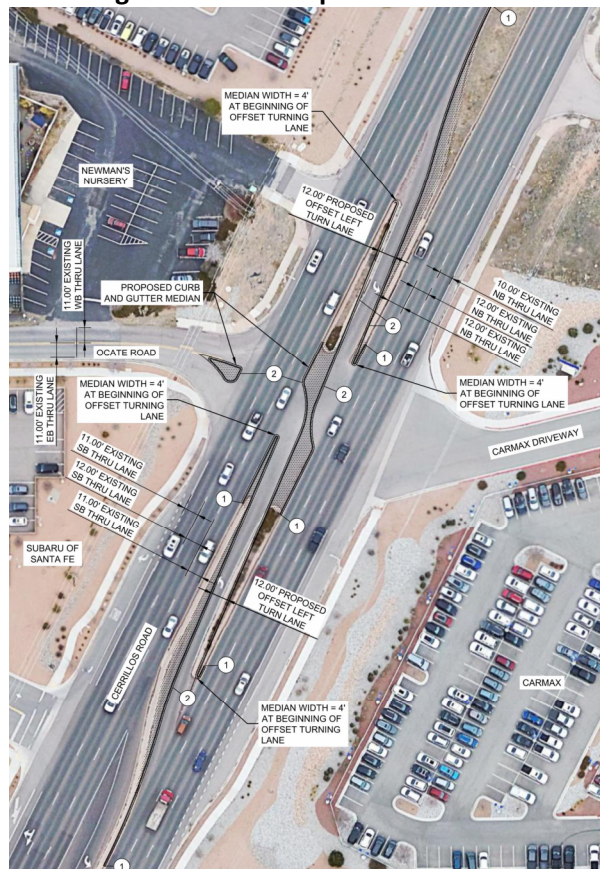 1
MEDIAN WIDTH = 4'
AT BEGINNING OF
OFFSET TURNING
LANE
NEWMAN'S
NURSERY
12.00' PROPOSED
OFFSET LEFT
TURN LANE
11.00' EXISTING
WB THRU LANE
PROPOSED CURB
AND GUTTER MEDIAN
10.00' EXISTING
NB THRU LANE
12.00' EXISTING
NB THRU LANE
12.00' EXISTING
NB THRU LANE
2
OCATE ROAD
1
2
2
MEDIAN WIDTH = 4'
AT BEGINNING OF
OFFSET TURNING LANE
MEDIAN WIDTH=4'
AT BEGINNING OF
OFFSET TURNING
LANE
11.00' EXISTING
EB THRU LANE
CARMAX DRIVEWAY
11.00' EXISTING
SB THRU LANE
12.00' EXISTING
SB THRU LANE
11.00' EXISTING
SB THRU LANE
1
1
SUBARU OF
SANTA FE
12.00' PROPOSED
OFFSET LEFT
TURN LANE
CERRILLOS ROAD
1
CARMAX
2
MEDIAN WIDTH = 4'
AT BEGINNING OF
OFFSET TURNING
LANE
1